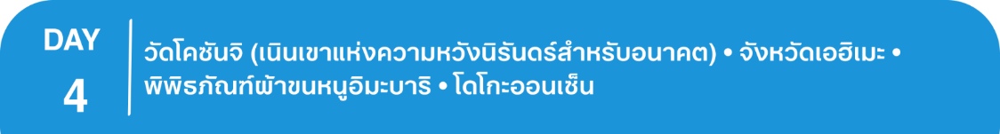 DAY
4
วัดโคซันจิ (เนินเขาแห่งความหวังนิรันดร์สำหรับอนาคต) • จังหวัดเอฮิเมะ •
พิพิธภัณฑ์ผ้าขนหนูอิมะบาริ • โดโกะออนเซ็น